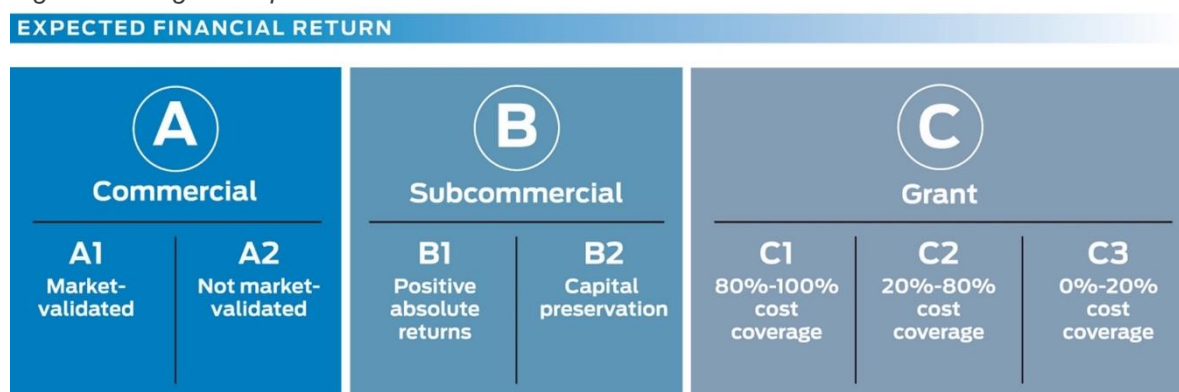 EXPECTED FINANCIAL RETURN
A
Commercial
A1
Market-
validated
A2
Not market-
validated
B
Subcommercial
B1
Positive
absolute
returns
B2
Capital
preservation
C
Grant
C1
80%-100%
cost
coverage
C2
20%-80%
cost
coverage
C3
0%-20%
cost
coverage